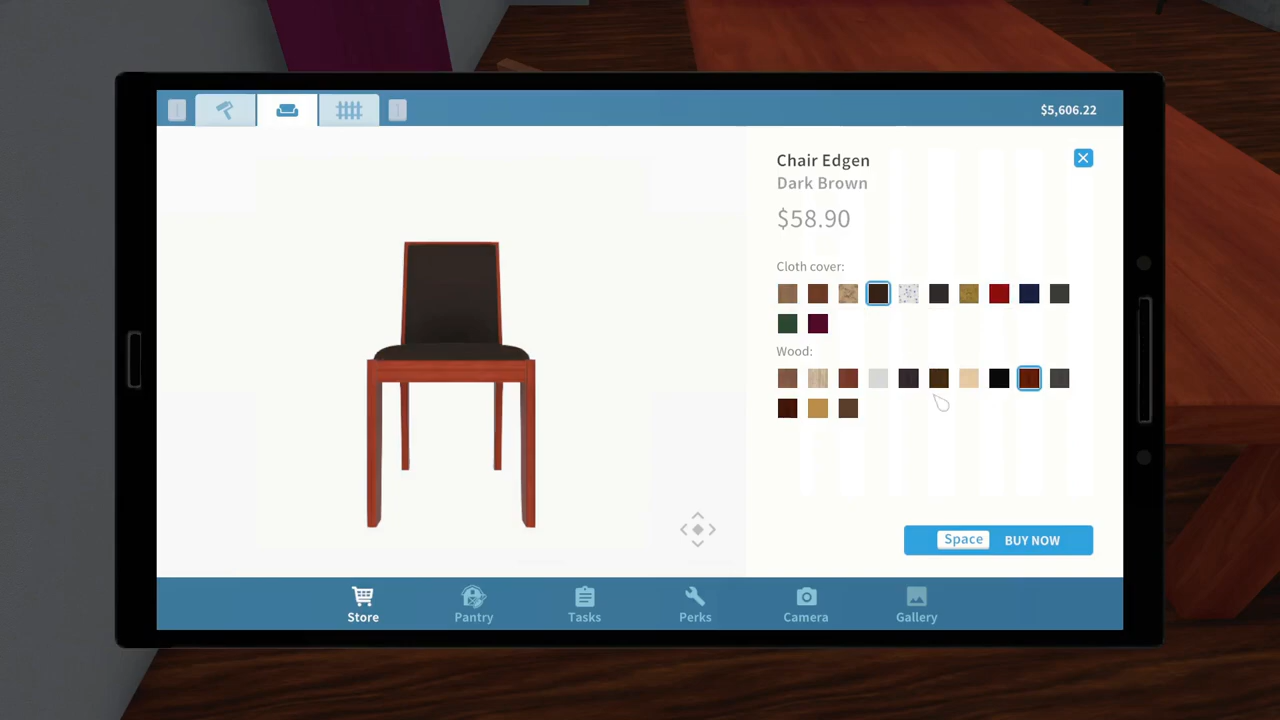 $5,606.22
Chair Edgen
Dark Brown
$58.90
Cloth cover:
Wood:
Space BUY NOW
Store Pantry Tasks Perks Camera Gallery